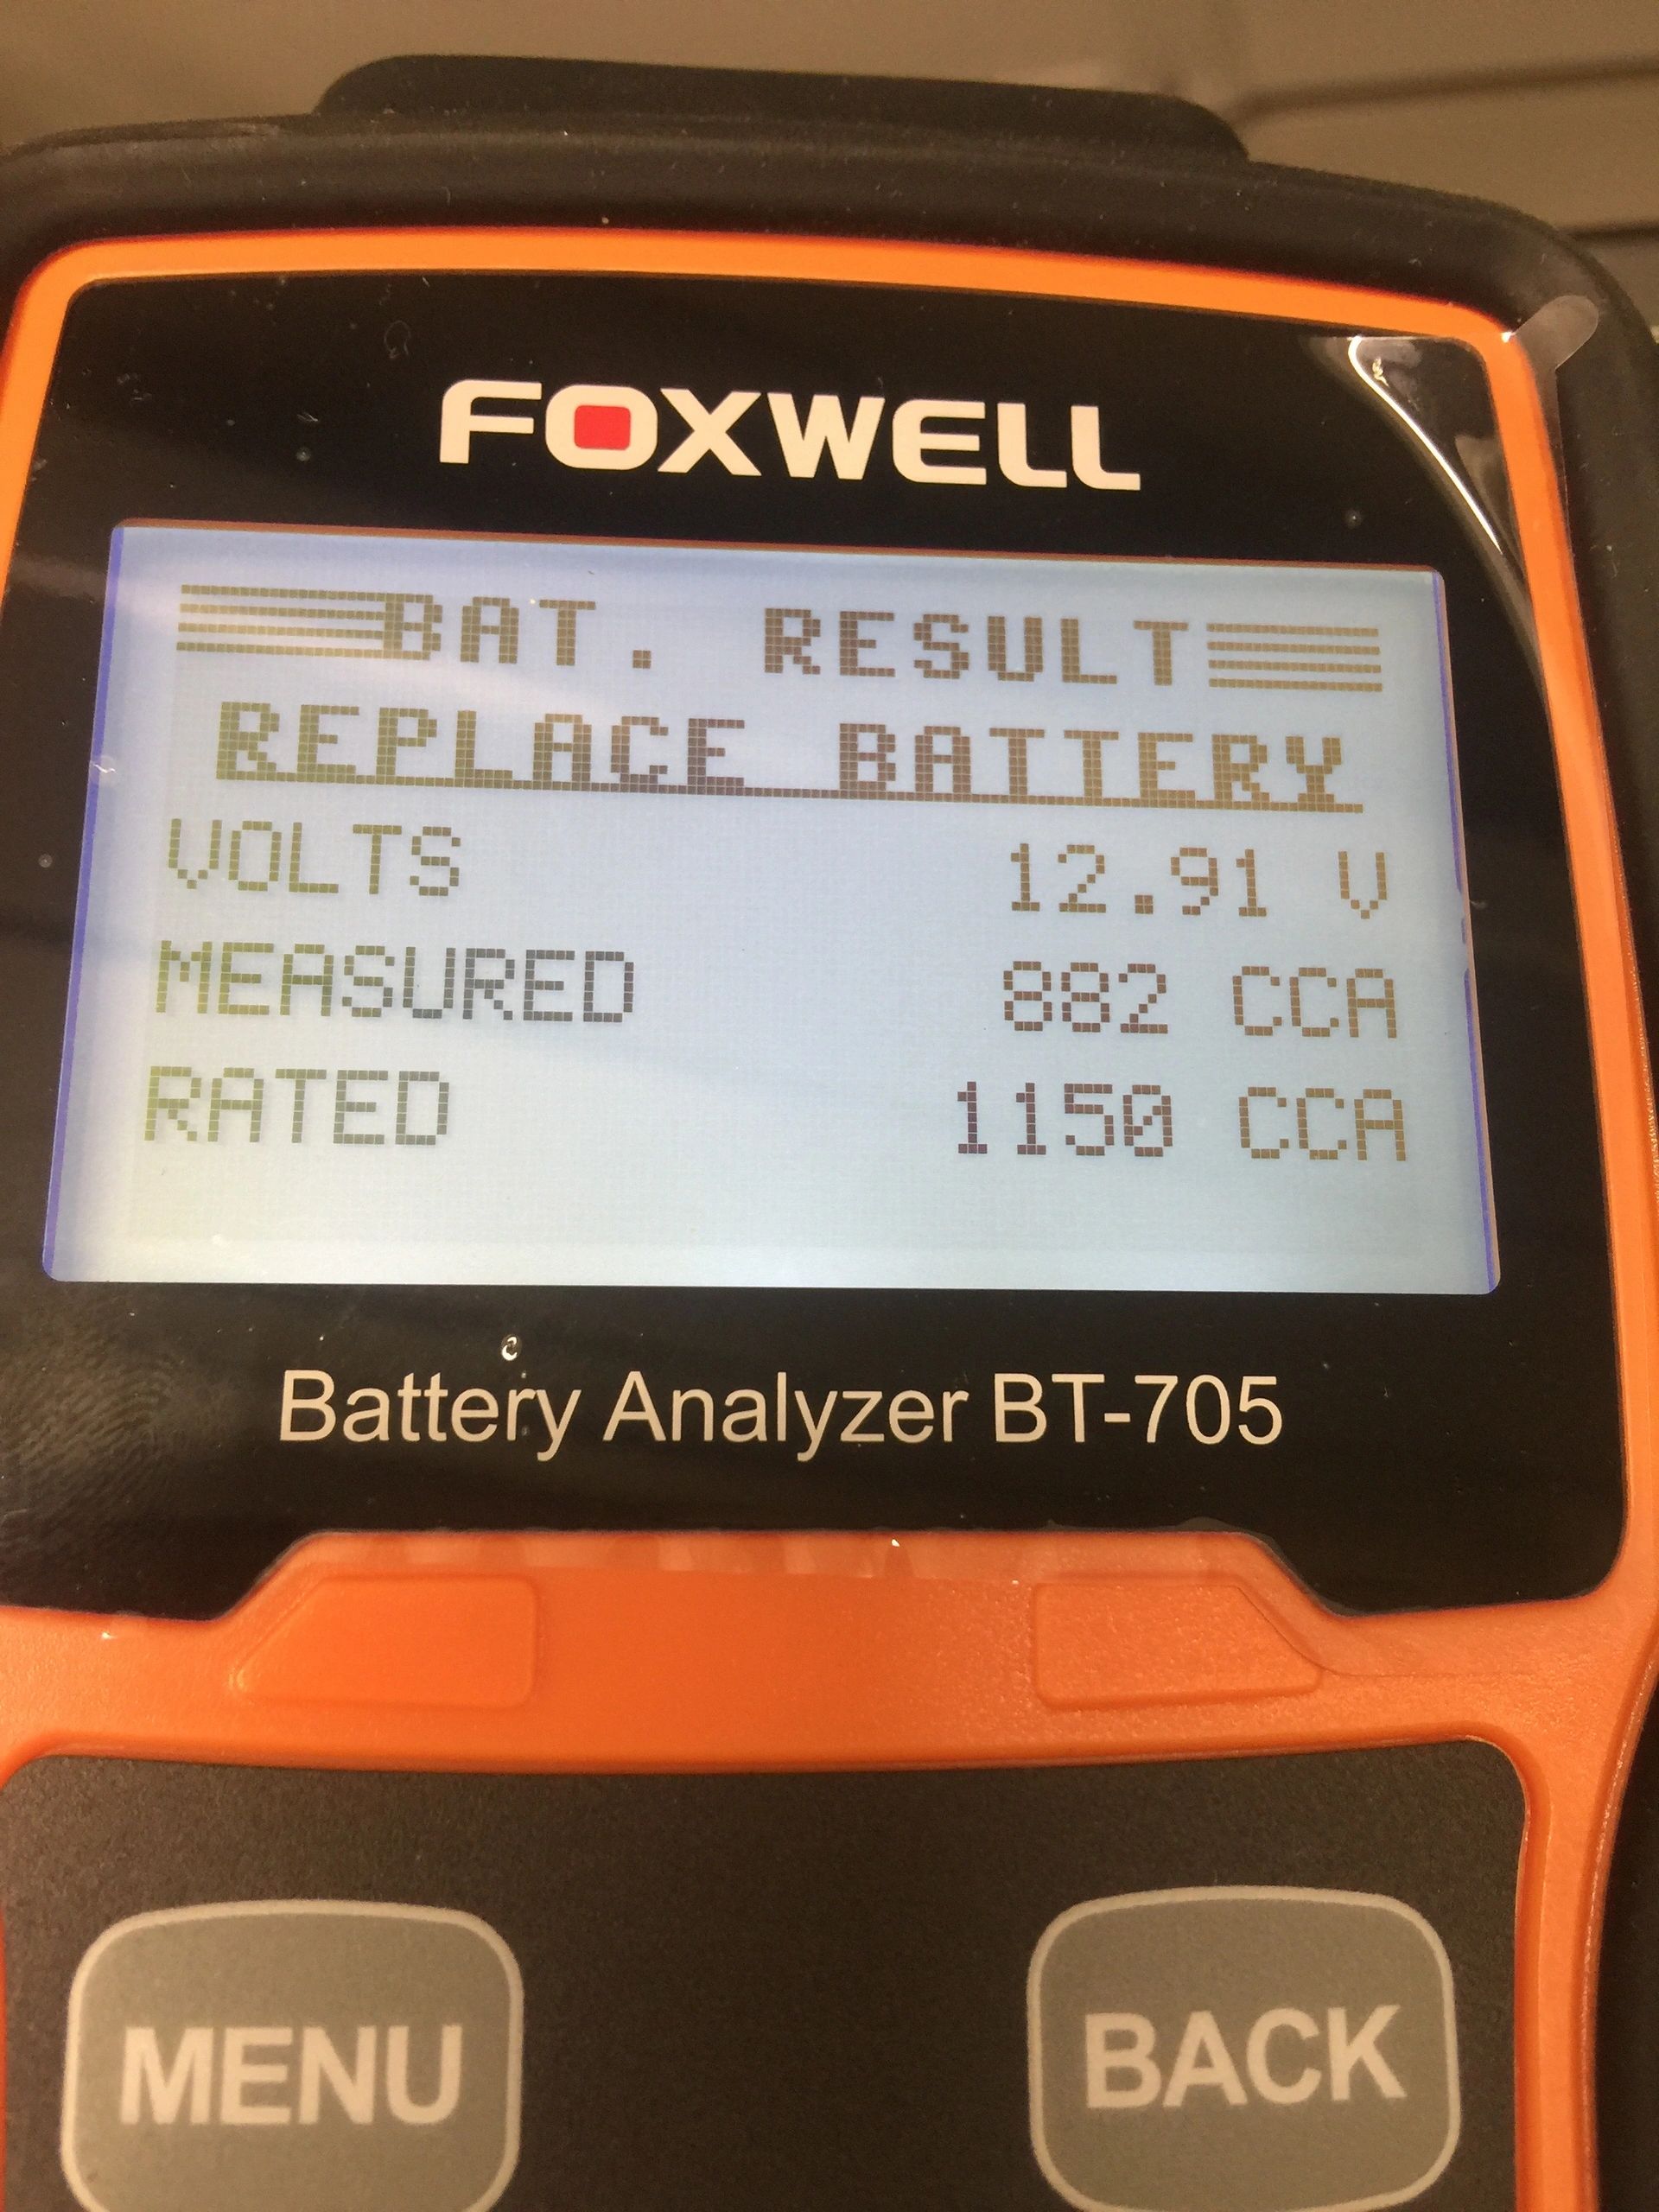 FOXWELL
BAT. RESULT
REPLACE BATTERY
VOLTS 12.91 V
MEASURED 882 CCA
RATED 1150 CCA
Battery Analyzer BT-705
MENU BACK